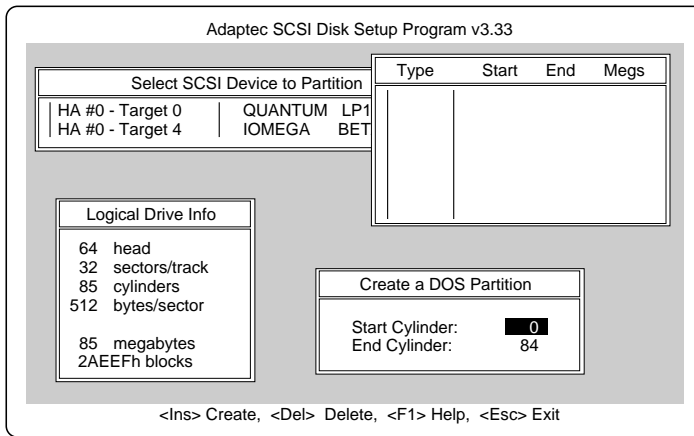 Adaptec SCSI Disk Setup Program v3.33
Select SCSI Device to Partition
HA #0 - Target 0 QUANTUM LP1
HA #0 - Target 4 IOMEGA BET
Type Start End Megs
Logical Drive Info
64 head
32 sectors/track
85 cylinders
512 bytes/sector
85 megabytes
2AEEFh blocks
Create a DOS Partition
Start Cylinder: 0
End Cylinder: 84
<Ins> Create, <Del> Delete, <F1> Help, <Esc> Exit